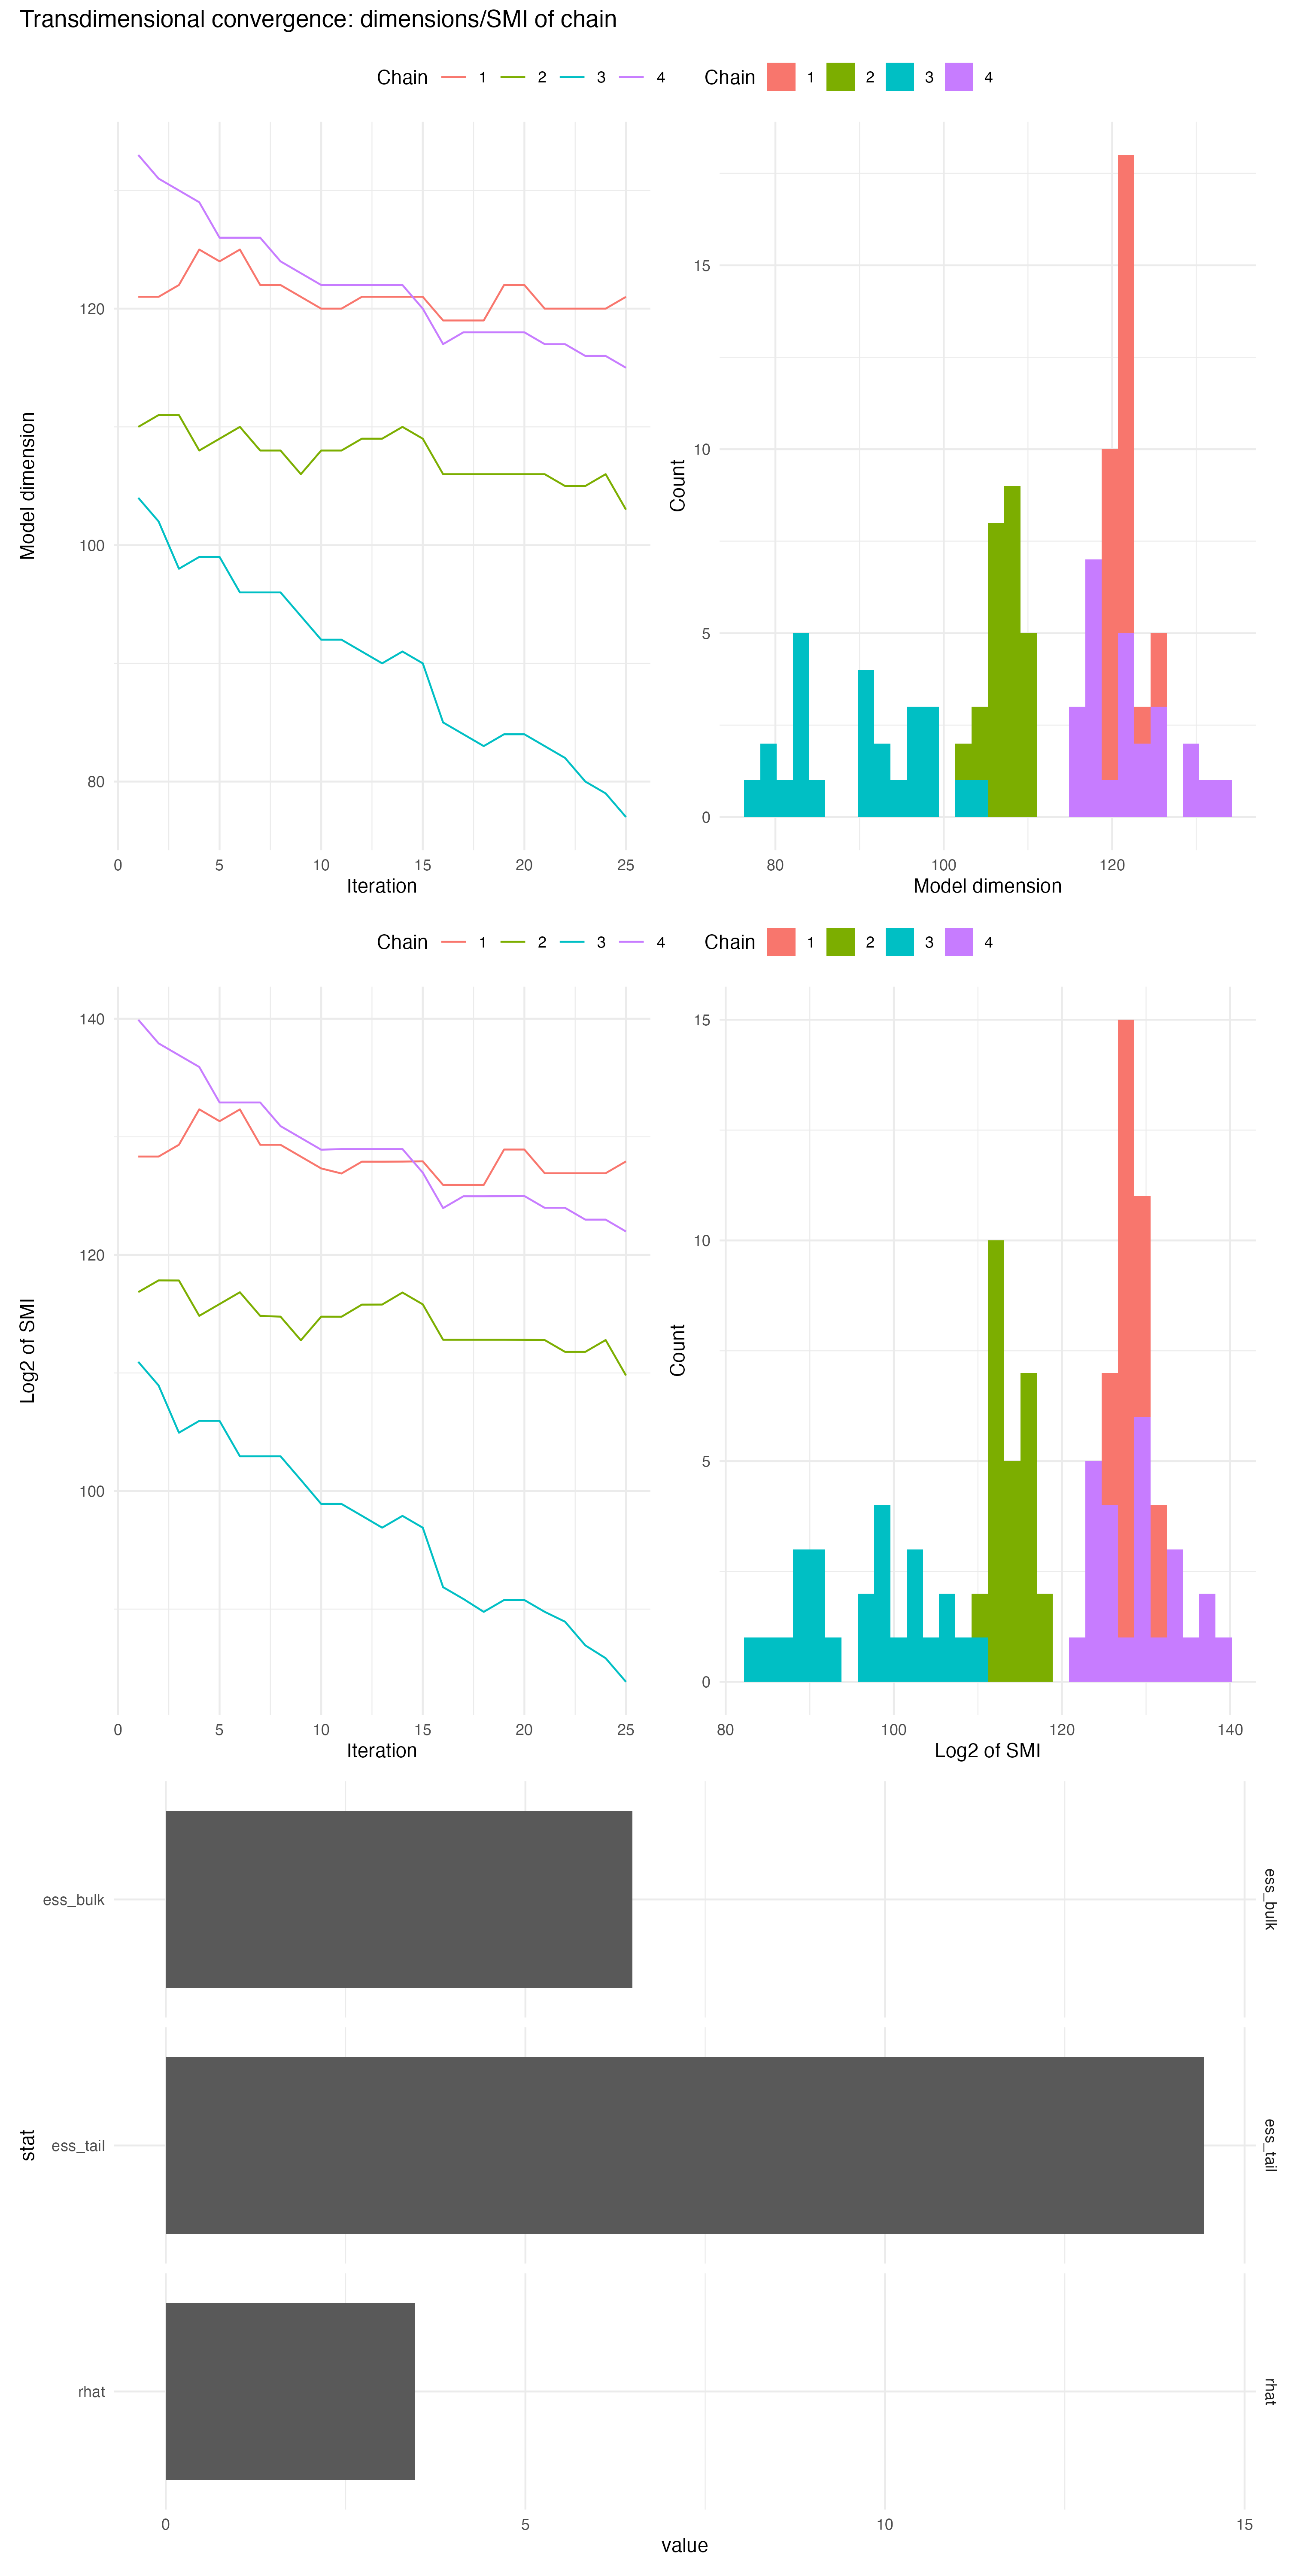 Transdimensional convergence: dimensions/SMI of chain
Chain 1 2 3 4 Chain 1 2 3 4
Model dimension
120
100
80
0 5 10 15 20 25
Iteration
Count
15
10
5
0
80 100 120
Model dimension
Chain 1 2 3 4 Chain 1 2 3 4
Log2 of SMI
140
120
100
0 5 10 15 20 25
Iteration
Count
15
10
5
0
80 100 120 140
Log2 of SMI
stat
ess_bulk
ess_bulk
ess_tail
ess_tail
rhat
rhat
0 5 10 15
value